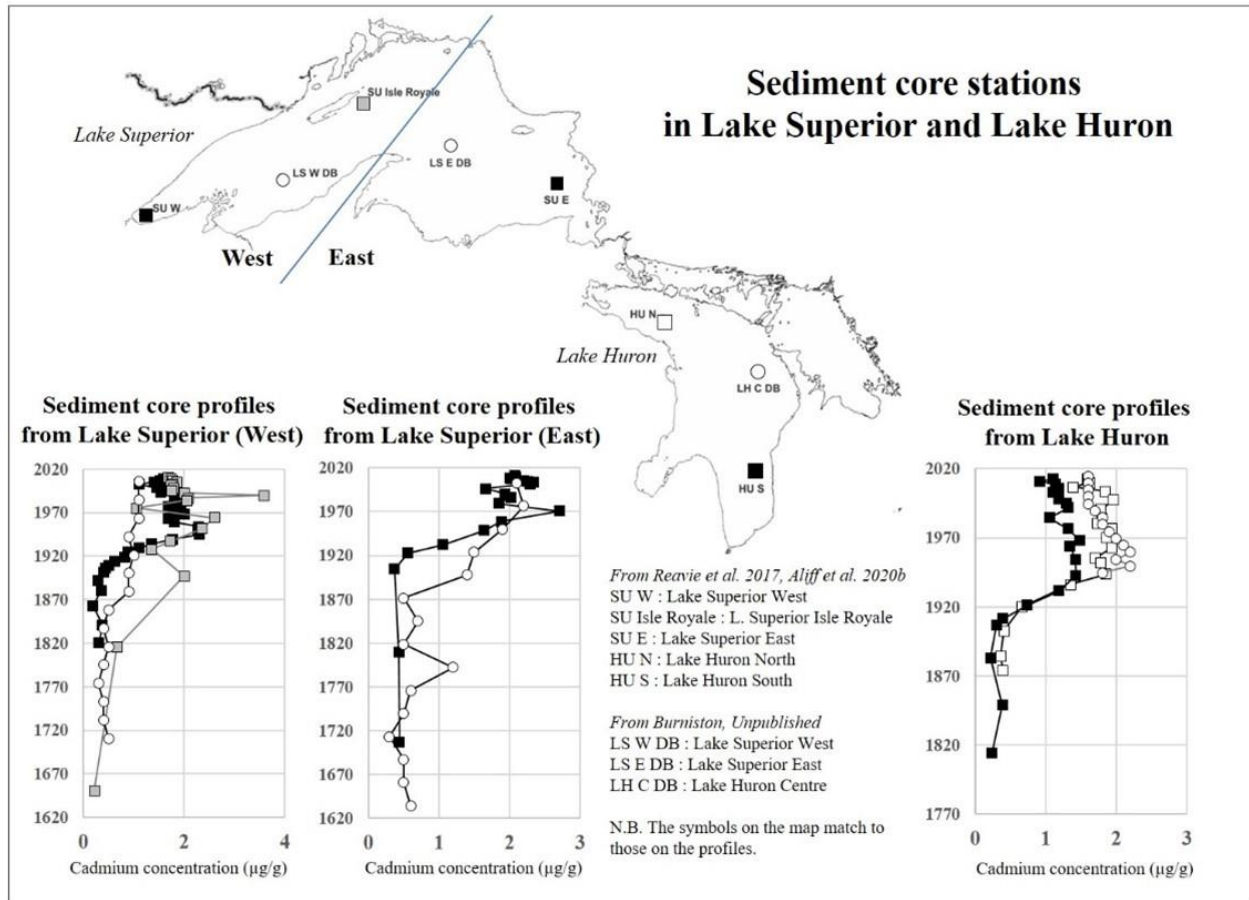 Sediment core stations
in Lake Superior and Lake Huron
SU Isle Royale
Lake Superior
LS W DB
LS E DB
SU W
SU E
West
East
HU N
Lake Huron
LH C DB
HU S
Sediment core profiles
from Lake Superior (West)
2020
1970
1920
1870
1820
1770
1720
1670
1620
0 2 4
Cadmium concentration (µg/g)
Sediment core profiles
from Lake Superior (East)
2020
1970
1920
1870
1820
1770
1720
1670
1620
0 1 2 3
Cadmium concentration (µg/g)
From Reavie et al. 2017, Aliff et al. 2020b
SU W : Lake Superior West
SU Isle Royale : L. Superior Isle Royale
SU E : Lake Superior East
HU N : Lake Huron North
HU S : Lake Huron South
From Burniston, Unpublished
LS W DB : Lake Superior West
LS E DB : Lake Superior East
LH C DB : Lake Huron Centre
N.B. The symbols on the map match to
those on the profiles.
Sediment core profiles
from Lake Huron
2020
1970
1920
1870
1820
1770
0 1 2 3
Cadmium concentration (µg/g)